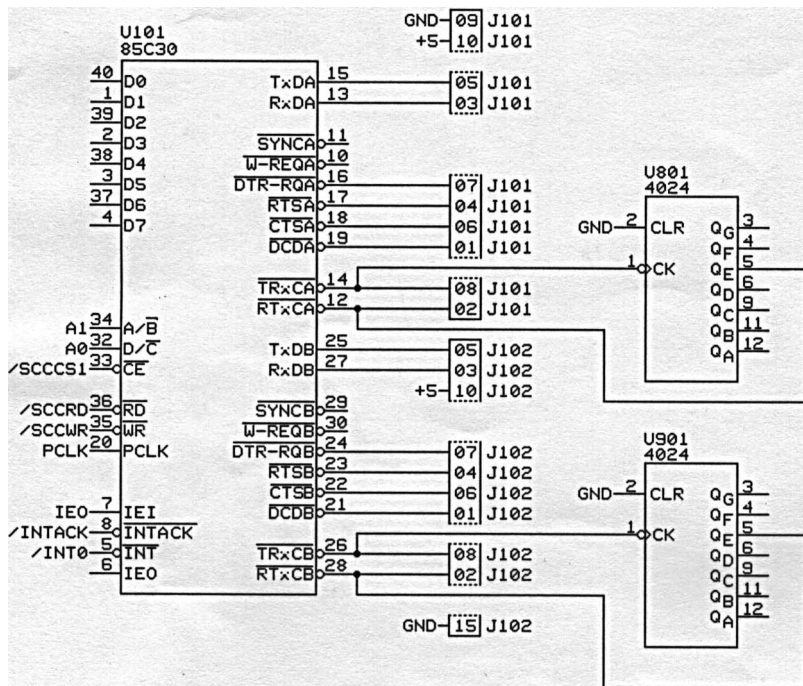 GND 09 J101
+5 10 J101
U101
85C30
40 D0
1 D1
39 D2
2 D3
38 D4
3 D5
37 D6
4 D7
A1 34 A/B
A0 32 D/C
/SCCCS1 33 CE
/SCCRD 36 RD
/SCCWR 35 WR
PCLK 20 PCLK
IEO 7 IEI
/INTACK 8 INTACK
/INT0 5 INT
6 IEO
TxDA 15 05 J101
RxDA 13 03 J101
SYNCA 11
W-REQA 10
DTR-RQA 16 07 J101
RTSA 17 04 J101
CTSA 18 06 J101
DCDA 19 01 J101
TRxCA 14 08 J101
RTxCA 12 02 J101
TxDB 25 05 J102
RxDB 27 03 J102
+5 10 J102
SYNCB 29
W-REQB 30
DTR-RQB 24 07 J102
RTSB 23 04 J102
CTSB 22 06 J102
DCDB 21 01 J102
TRxCB 26 08 J102
RTxCB 28 02 J102
GND 15 J102
U801
4024
GND 2 CLR
1 CK
QG 3
QF 4
QE 5
QD 6
QC 9
QB 11
QA 12
U901
4024
GND 2 CLR
1 CK
QG 3
QF 4
QE 5
QD 6
QC 9
QB 11
QA 12